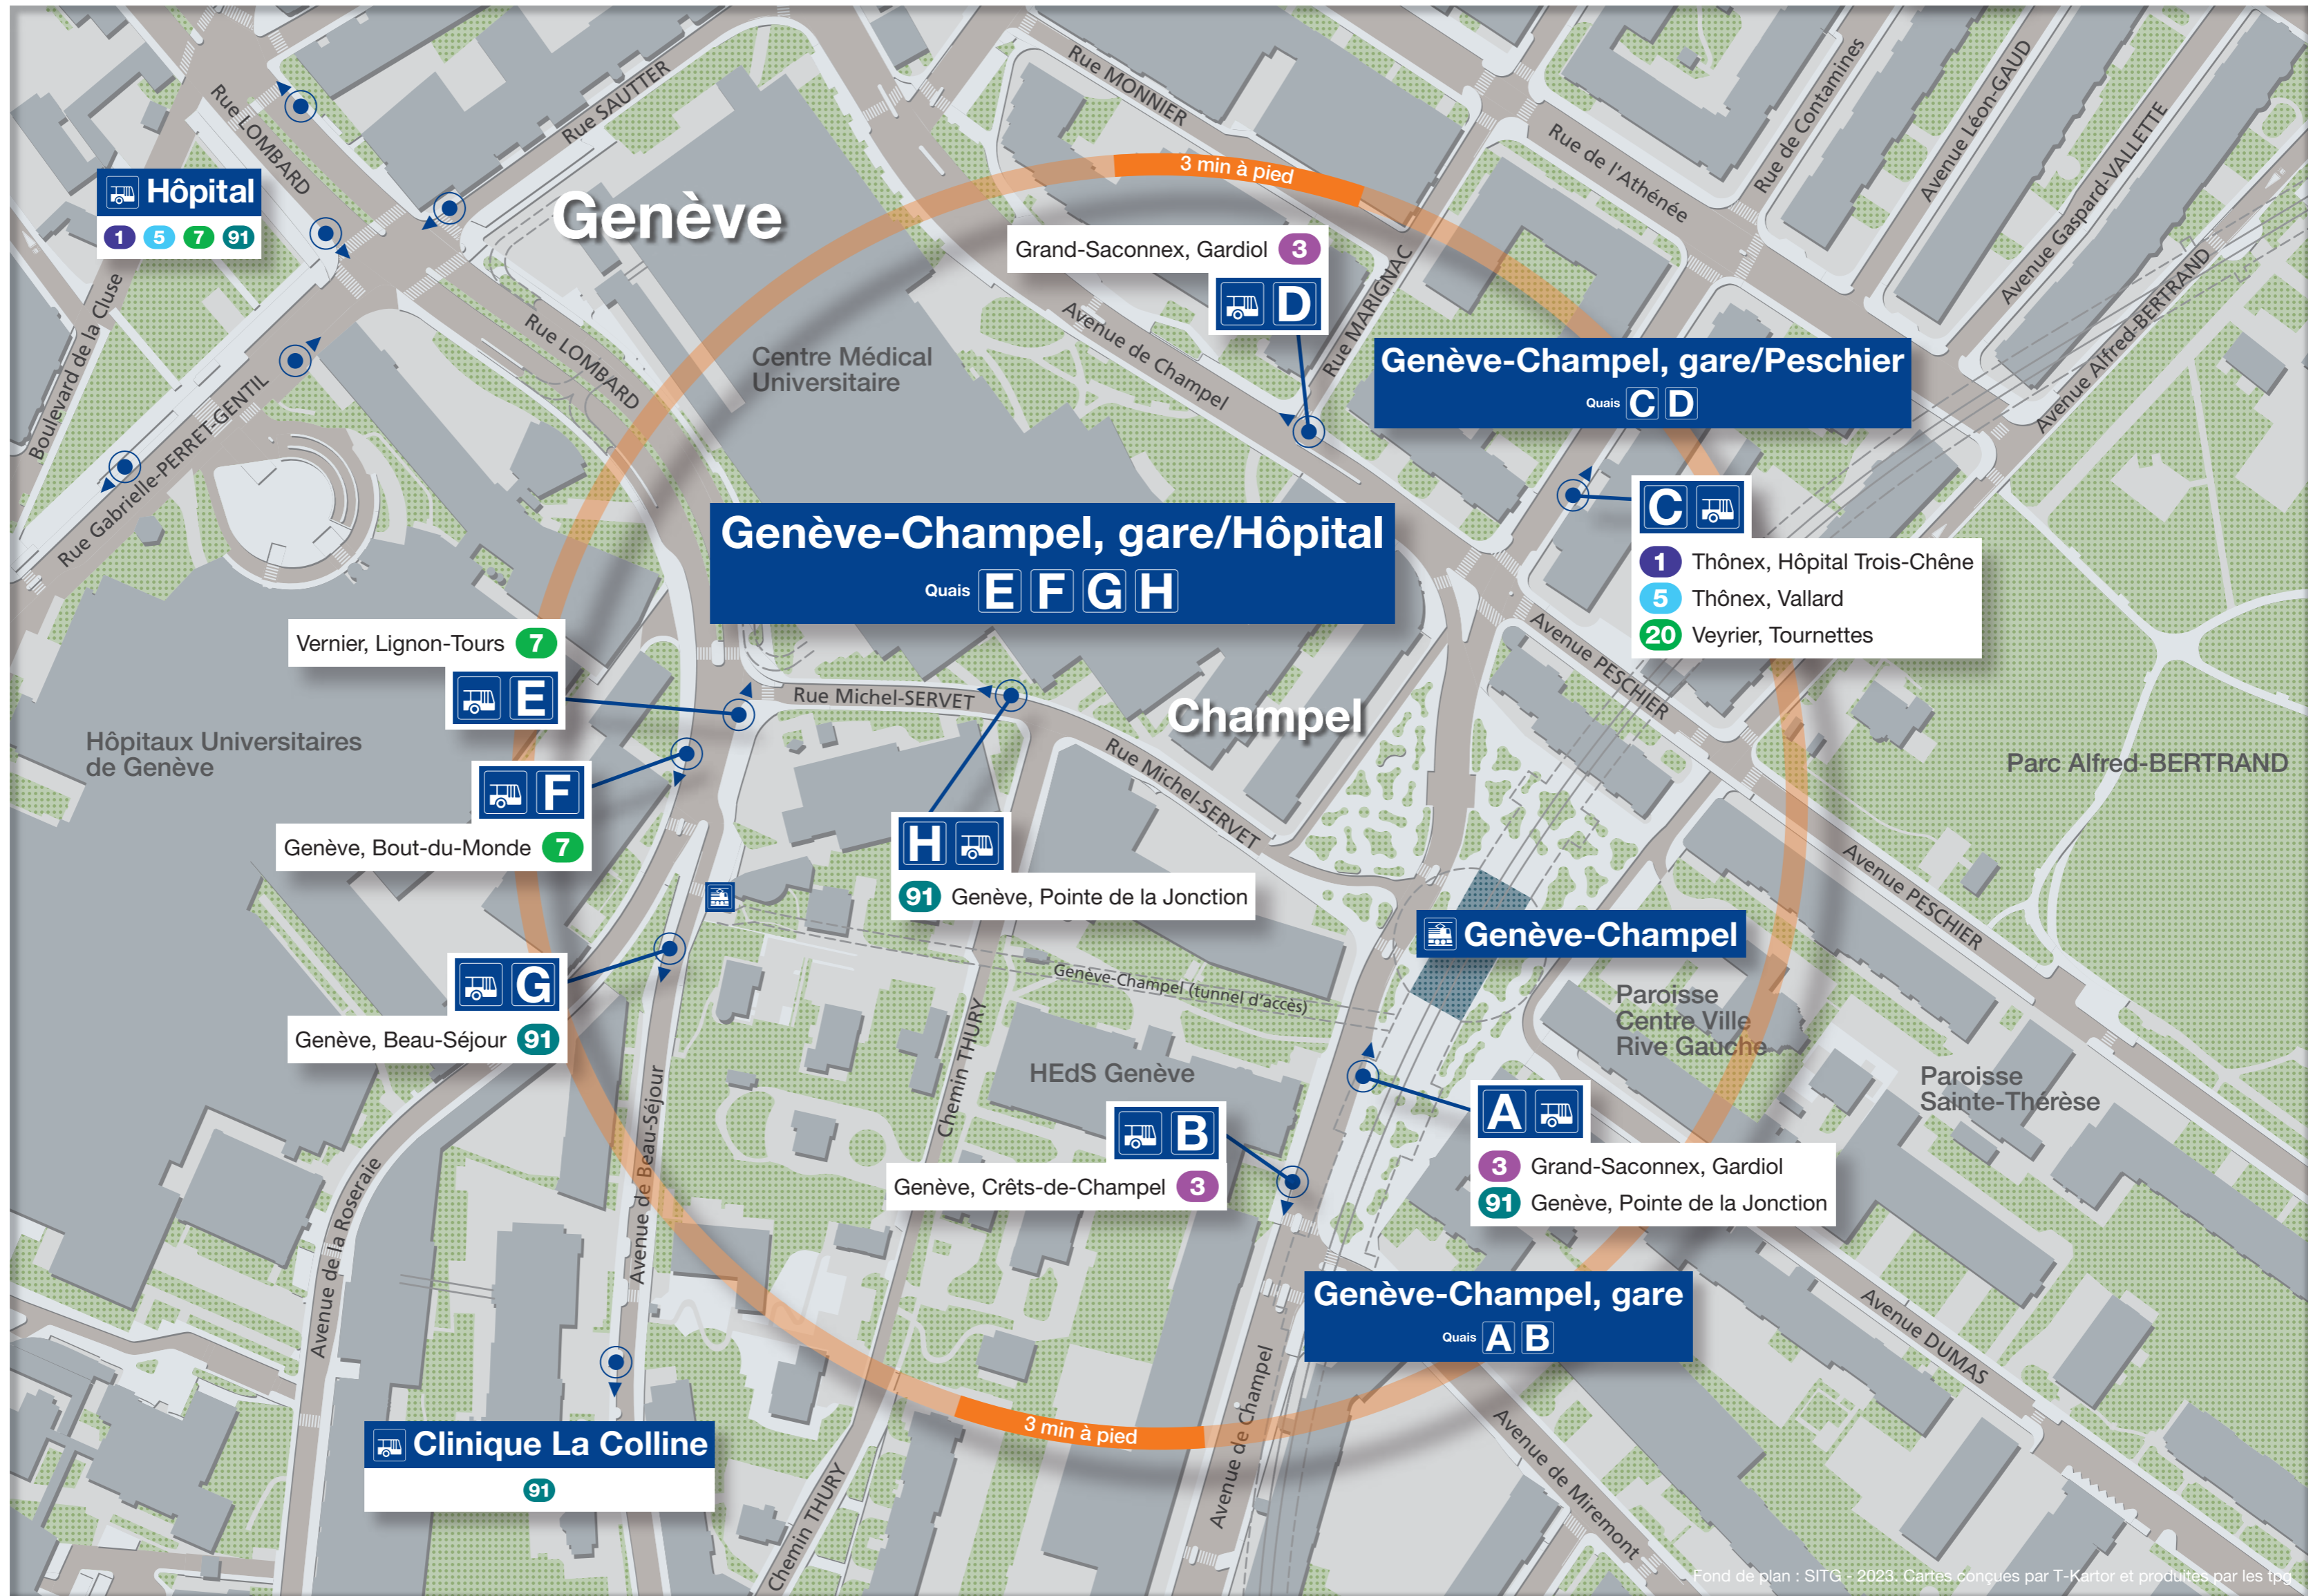 Rue LOMBARD
Rue SAUTTER
Rue MONNIER
Rue de l'Athénée
Rue de Contamines
Avenue Léon-GAUD
Avenue Gaspard-VALLETTE
Avenue Alfred-BERTRAND
3 min à pied
Hôpital
1 5 7 91
Genève
Grand-Saconnex, Gardiol 3
D
Rue MARIGNAC
Boulevard de la Cluse
Rue LOMBARD
Centre Médical
Universitaire
Avenue de Champel
Genève-Champel, gare/Peschier
Quais C D
Rue Gabrielle-PERRET-GENTIL
C
1 Thônex, Hôpital Trois-Chêne
5 Thônex, Vallard
20 Veyrier, Tournettes
Genève-Champel, gare/Hôpital
Quais E F G H
Vernier, Lignon-Tours 7
E
Rue Michel-SERVET
Champel
Avenue PESCHIER
Hôpitaux Universitaires
de Genève
Parc Alfred-BERTRAND
F
Genève, Bout-du-Monde 7
Rue Michel-SERVET
H
91 Genève, Pointe de la Jonction
Avenue PESCHIER
Genève-Champel
G
Genève, Beau-Séjour 91
Genève-Champel (tunnel d'accès)
Paroisse
Centre Ville
Rive Gauche
Chemin THURY
HEdS Genève
Paroisse
Sainte-Thérèse
B
Genève, Crêts-de-Champel 3
A
3 Grand-Saconnex, Gardiol
91 Genève, Pointe de la Jonction
Avenue de la Roseraie
Avenue de Beau-Séjour
Genève-Champel, gare
Quais A B
Avenue DUMAS
3 min à pied
Avenue de Champel
Clinique La Colline
91
Chemin THURY
Avenue de Miremont
Fond de plan : SITG - 2023. Cartes conçues par T-Kartor et produites par les tpg